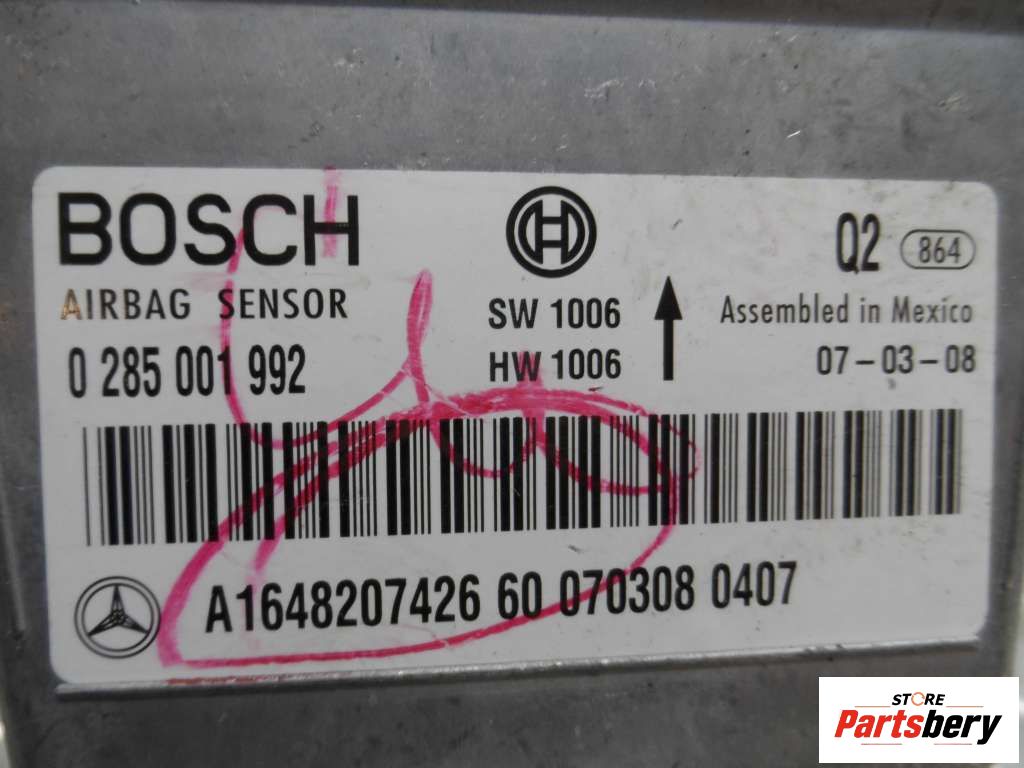 BOSCH
Q2 864
AIRBAG SENSOR
SW 1006
Assembled in Mexico
0 285 001 992
HW 1006
07-03-08
A1648207426 60 070308 0407
STORE
Partsbery